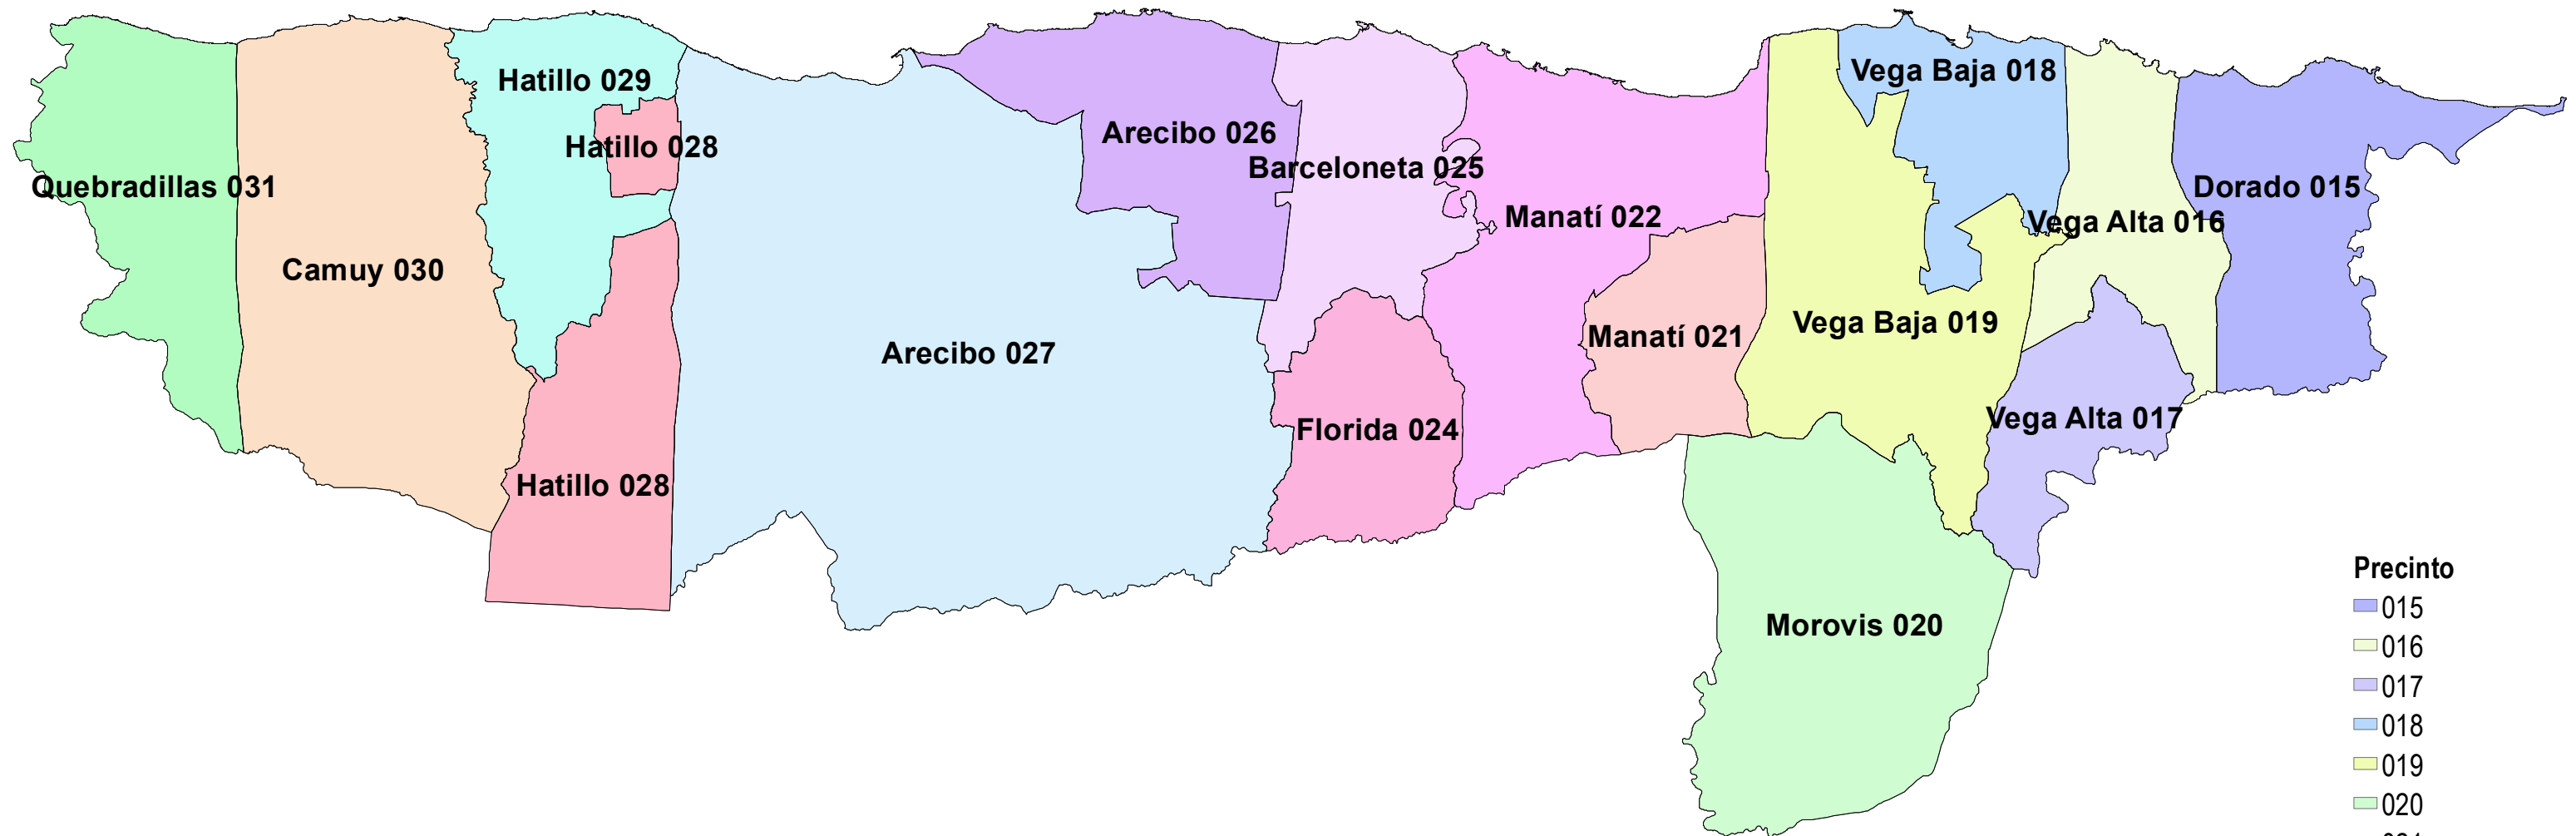 Vega Baja 018
Hatillo 029
Arecibo 026
Hatillo 028
Barceloneta 025
Quebradillas 031
Dorado 015
Manatí 022
Vega Alta 016
Camuy 030
Vega Baja 019
Manatí 021
Arecibo 027
Vega Alta 017
Florida 024
Hatillo 028
Morovis 020
Precinto
015
016
017
018
019
020